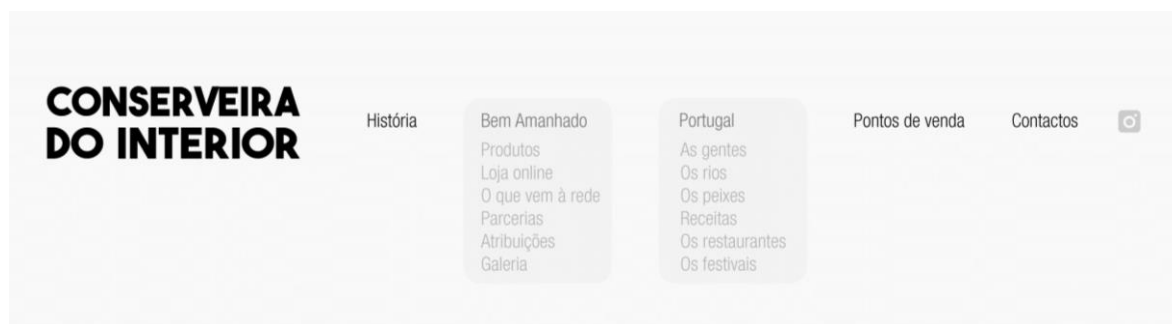 CONSERVEIRA
DO INTERIOR
História
Bem Amanhado
Produtos
Loja online
O que vem à rede
Parcerias
Atribuições
Galeria
Portugal
As gentes
Os rios
Os peixes
Receitas
Os restaurantes
Os festivais
Pontos de venda
Contactos